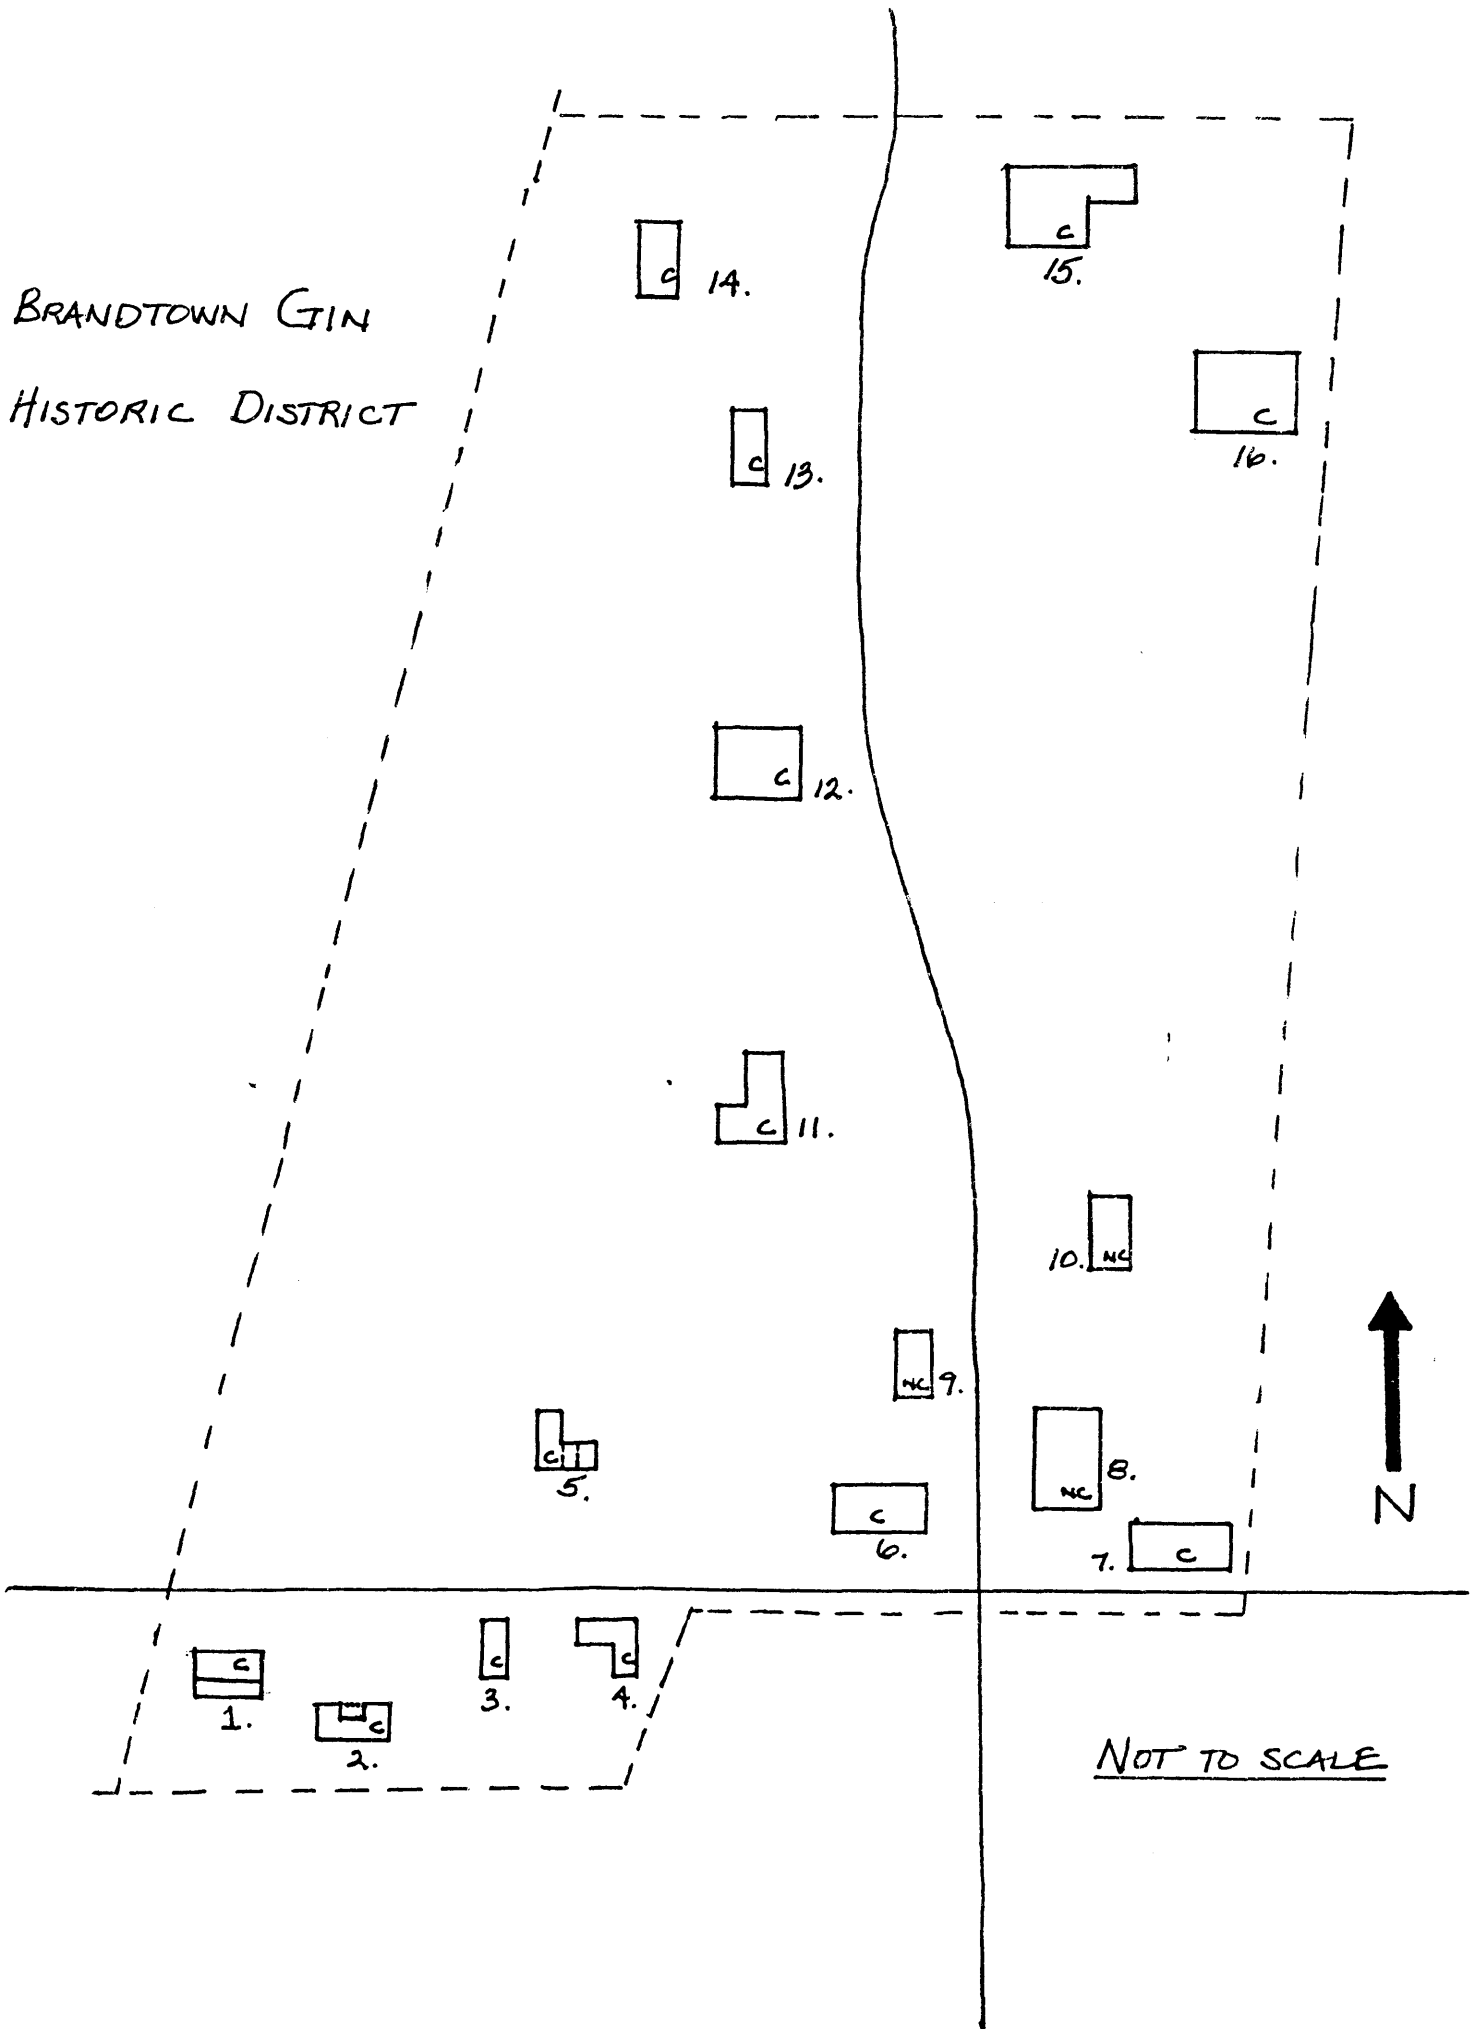 C
15.
C
14.
BRANDTOWN GIN
HISTORIC DISTRICT
C
16.
C
13.
C
12.
C
11.
NC
10.
NC
9.
C
5.
NC
8.
C
6.
C
7.
N
C
1.
C
2.
C
3.
C
4.
NOT TO SCALE